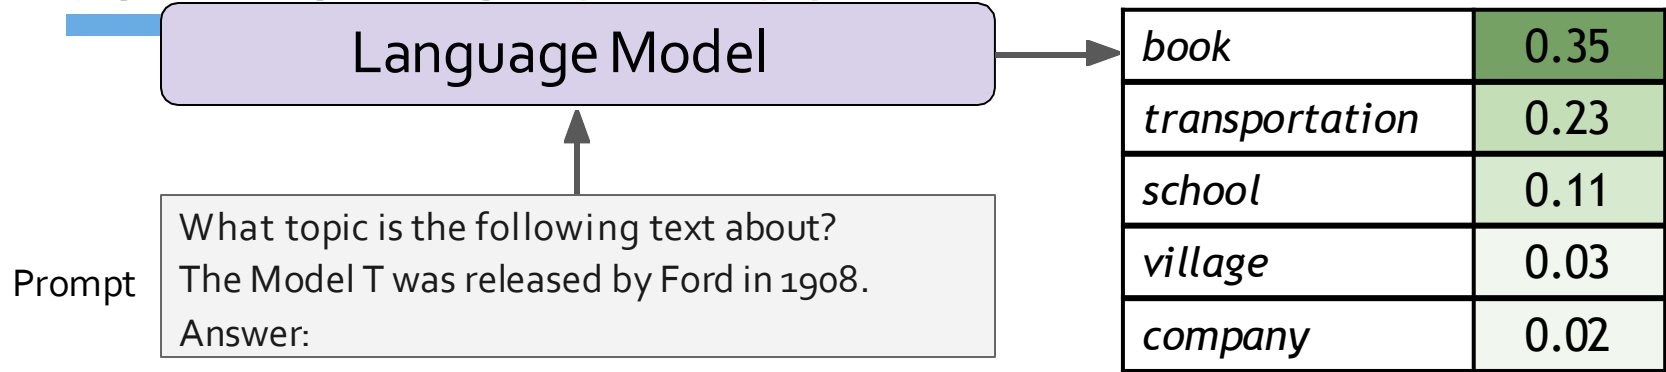 Language Model
book 0.35
transportation 0.23
school 0.11
village 0.03
company 0.02
Prompt
What topic is the following text about?
The Model T was released by Ford in 1908.
Answer: